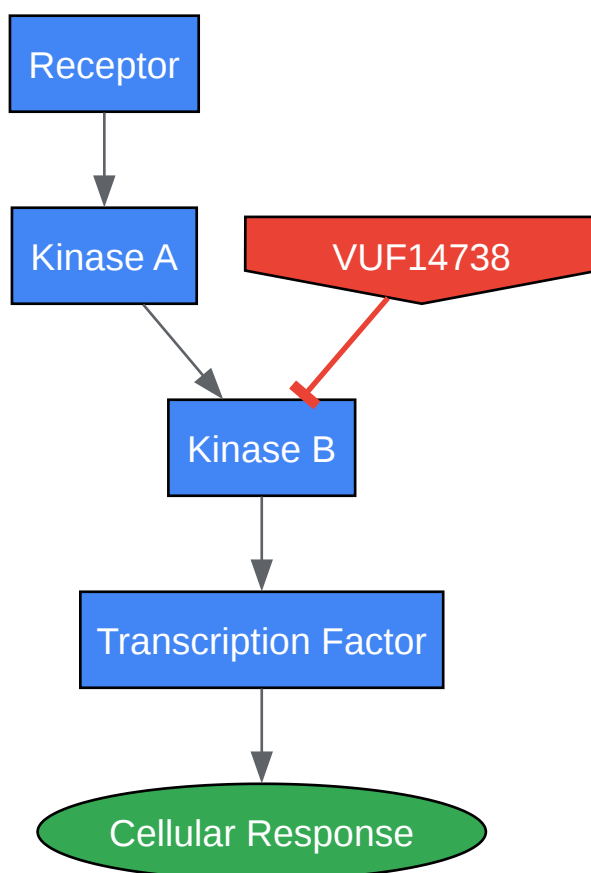 Receptor
Kinase A
VUF14738
Kinase B
Transcription Factor
Cellular Response